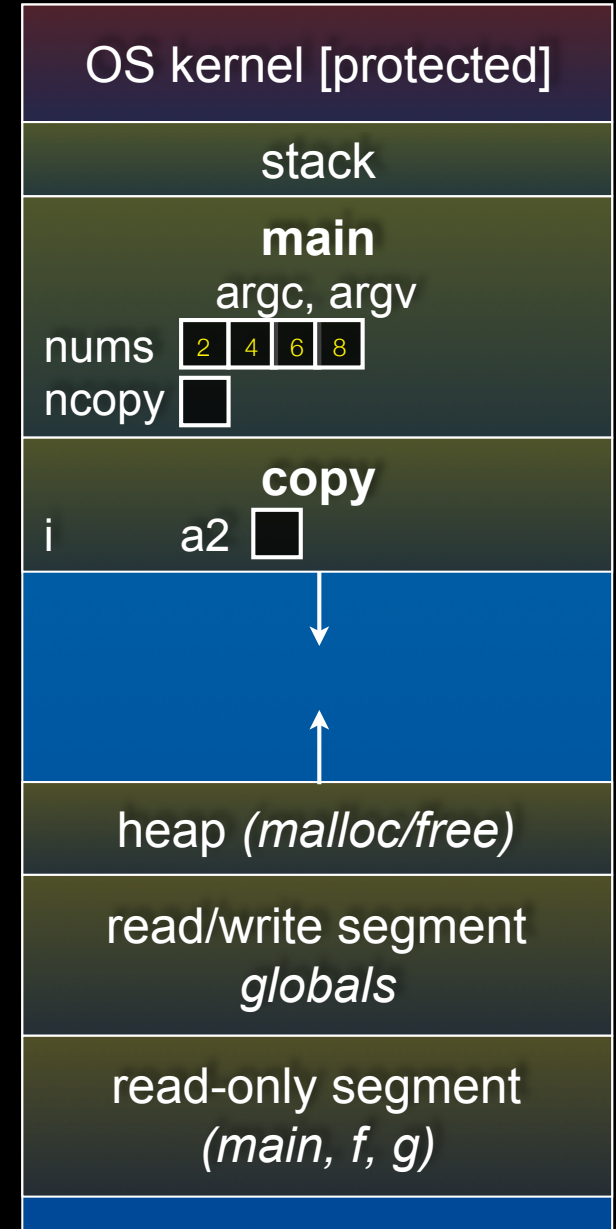 OS kernel [protected]
stack
main
argc, argv
nums 2 4 6 8
ncopy
copy
i a2
heap (malloc/free)
read/write segment
globals
read-only segment
(main, f, g)